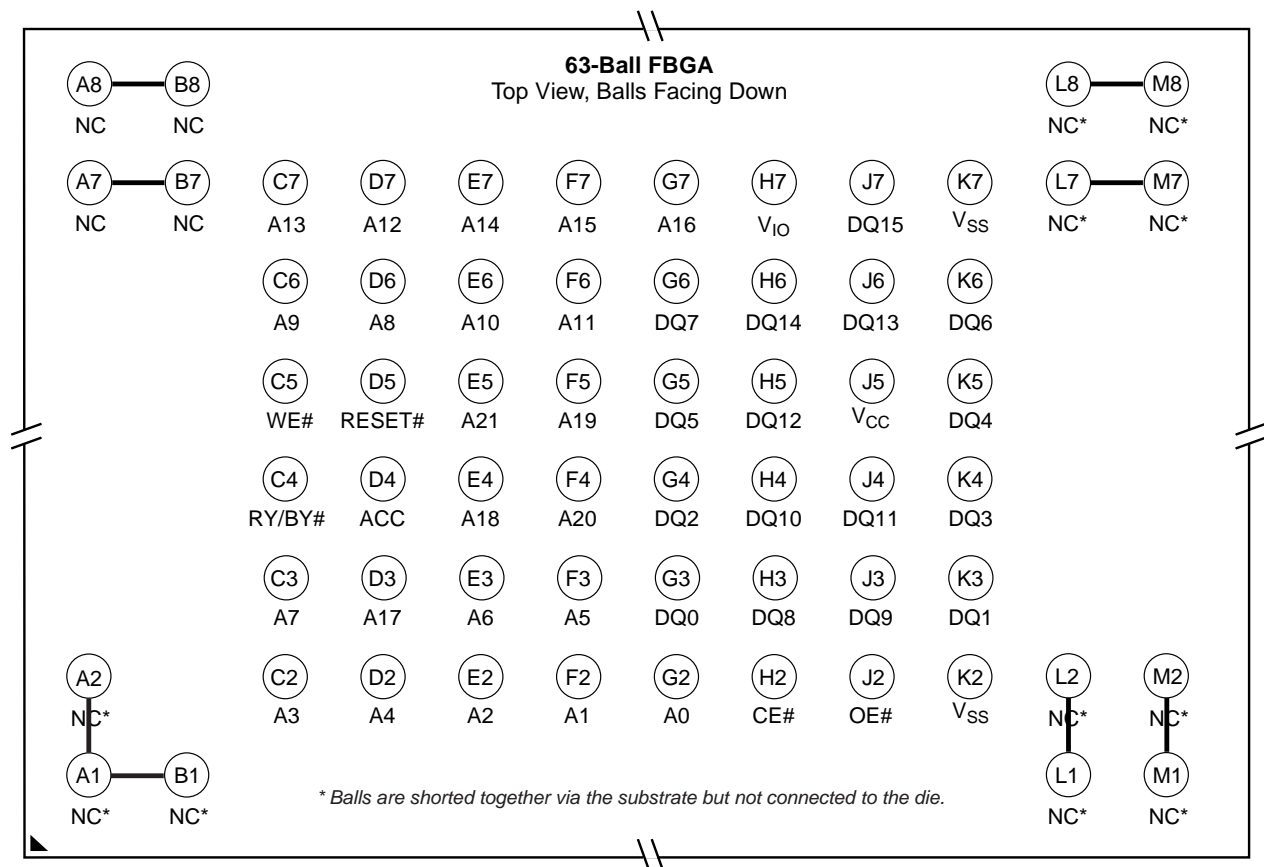 63-Ball FBGA
Top View, Balls Facing Down
A8 B8 L8 M8
NC NC NC* NC*
A7 B7 C7 D7 E7 F7 G7 H7 J7 K7 L7 M7
NC NC A13 A12 A14 A15 A16 VIO DQ15 VSS NC* NC*
C6 D6 E6 F6 G6 H6 J6 K6
A9 A8 A10 A11 DQ7 DQ14 DQ13 DQ6
C5 D5 E5 F5 G5 H5 J5 K5
WE# RESET# A21 A19 DQ5 DQ12 VCC DQ4
C4 D4 E4 F4 G4 H4 J4 K4
RY/BY# ACC A18 A20 DQ2 DQ10 DQ11 DQ3
C3 D3 E3 F3 G3 H3 J3 K3
A7 A17 A6 A5 DQ0 DQ8 DQ9 DQ1
A2 C2 D2 E2 F2 G2 H2 J2 K2 L2 M2
NC* A3 A4 A2 A1 A0 CE# OE# VSS NC* NC*
A1 B1 L1 M1
* Balls are shorted together via the substrate but not connected to the die.
NC* NC* NC* NC*